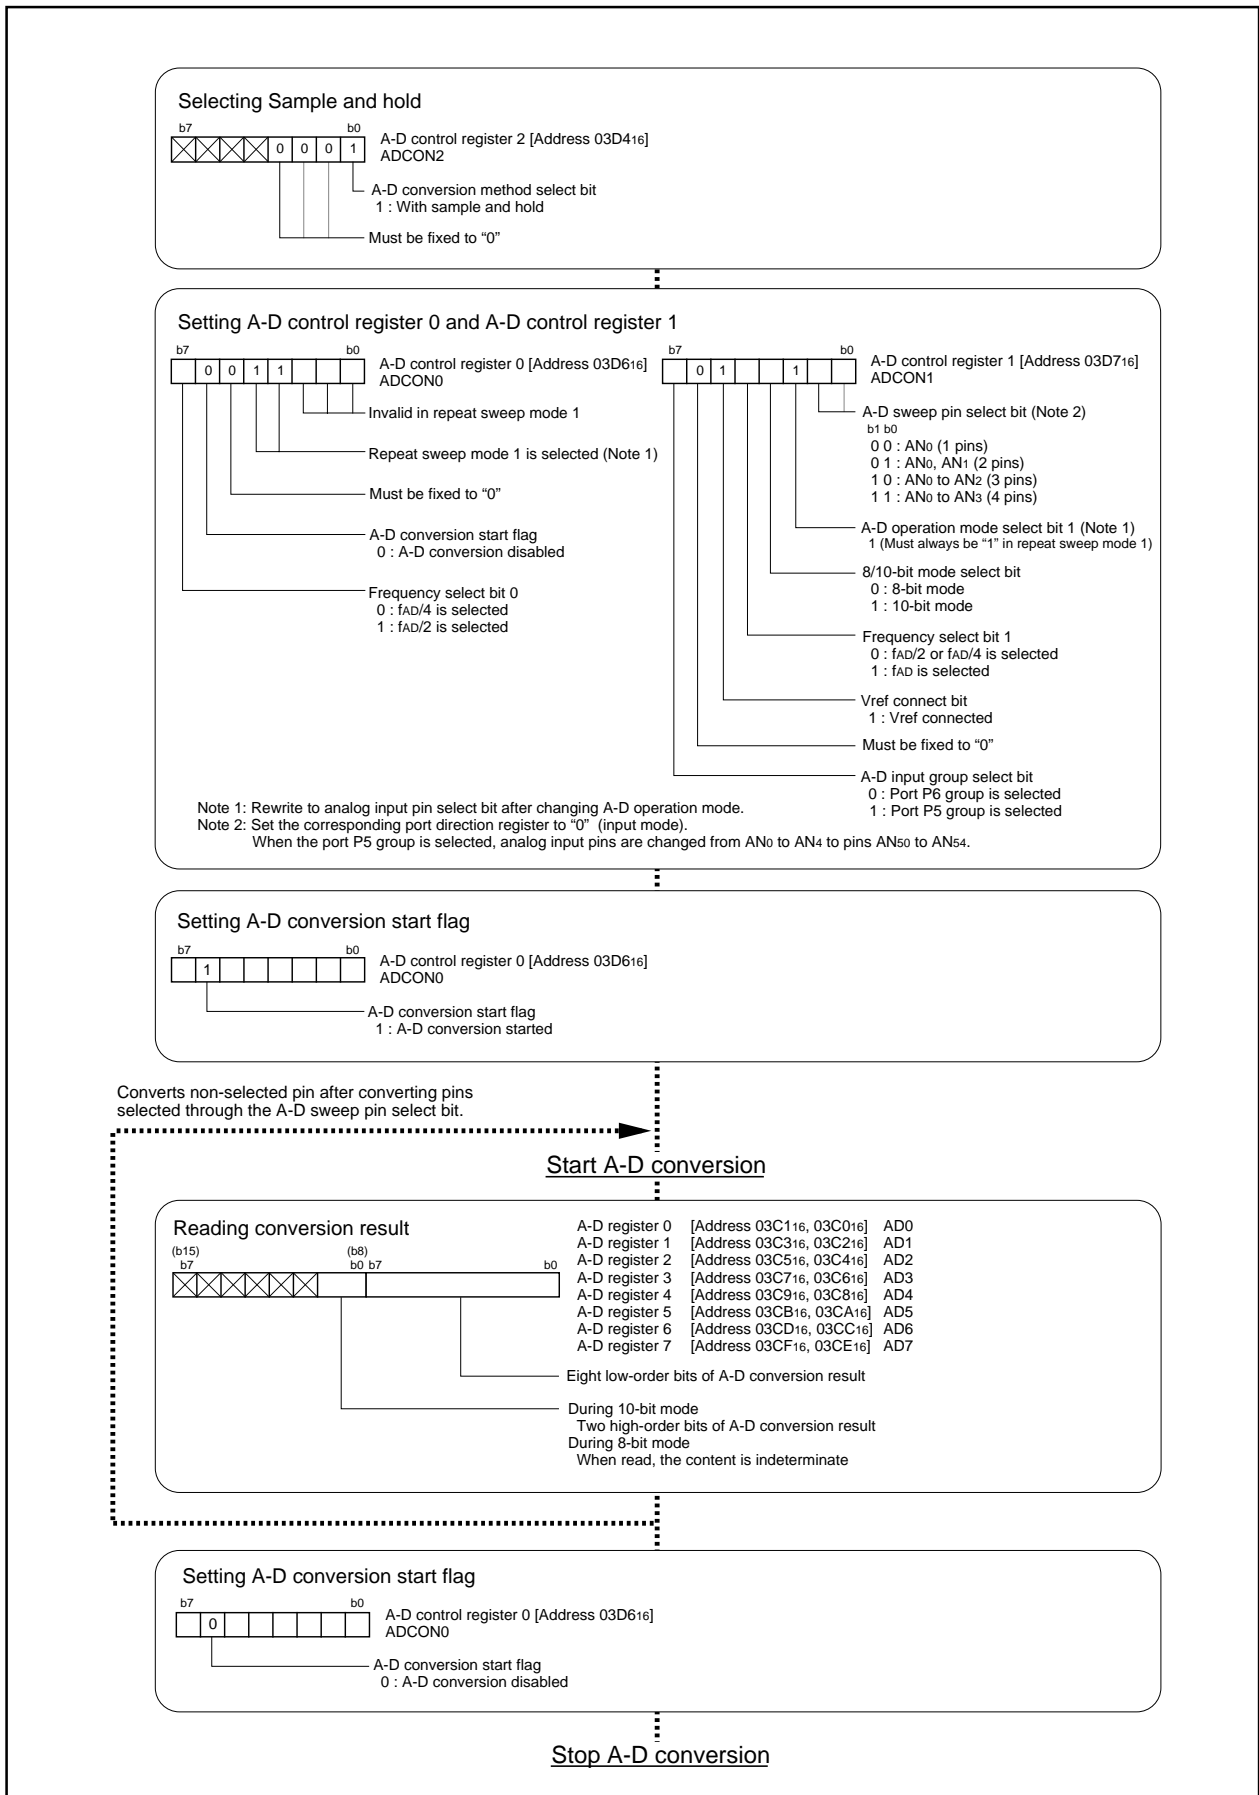 Selecting Sample and hold
b7 b0
0 0 0 1
A-D control register 2 [Address 03D416]
ADCON2
A-D conversion method select bit
1 : With sample and hold
Must be fixed to “0”
Setting A-D control register 0 and A-D control register 1
b7 b0
0 0 1 1
A-D control register 0 [Address 03D616]
ADCON0
Invalid in repeat sweep mode 1
Repeat sweep mode 1 is selected (Note 1)
Must be fixed to “0”
A-D conversion start flag
0 : A-D conversion disabled
Frequency select bit 0
0 : fAD/4 is selected
1 : fAD/2 is selected
b7 b0
0 1 1
A-D control register 1 [Address 03D716]
ADCON1
A-D sweep pin select bit (Note 2)
b1 b0
0 0 : AN0 (1 pins)
0 1 : AN0, AN1 (2 pins)
1 0 : AN0 to AN2 (3 pins)
1 1 : AN0 to AN3 (4 pins)
A-D operation mode select bit 1 (Note 1)
1 (Must always be “1” in repeat sweep mode 1)
8/10-bit mode select bit
0 : 8-bit mode
1 : 10-bit mode
Frequency select bit 1
0 : fAD/2 or fAD/4 is selected
1 : fAD is selected
Vref connect bit
1 : Vref connected
Must be fixed to “0”
A-D input group select bit
0 : Port P6 group is selected
1 : Port P5 group is selected
Note 1: Rewrite to analog input pin select bit after changing A-D operation mode.
Note 2: Set the corresponding port direction register to “0” (input mode).
When the port P5 group is selected, analog input pins are changed from AN0 to AN4 to pins AN50 to AN54.
Setting A-D conversion start flag
b7 b0
1
A-D control register 0 [Address 03D616]
ADCON0
A-D conversion start flag
1 : A-D conversion started
Converts non-selected pin after converting pins
selected through the A-D sweep pin select bit.
Start A-D conversion
Reading conversion result
(b15) (b8)
b7 b0 b7 b0
A-D register 0 [Address 03C116, 03C016] AD0
A-D register 1 [Address 03C316, 03C216] AD1
A-D register 2 [Address 03C516, 03C416] AD2
A-D register 3 [Address 03C716, 03C616] AD3
A-D register 4 [Address 03C916, 03C816] AD4
A-D register 5 [Address 03CB16, 03CA16] AD5
A-D register 6 [Address 03CD16, 03CC16] AD6
A-D register 7 [Address 03CF16, 03CE16] AD7
Eight low-order bits of A-D conversion result
During 10-bit mode
Two high-order bits of A-D conversion result
During 8-bit mode
When read, the content is indeterminate
Setting A-D conversion start flag
b7 b0
0
A-D control register 0 [Address 03D616]
ADCON0
A-D conversion start flag
0 : A-D conversion disabled
Stop A-D conversion